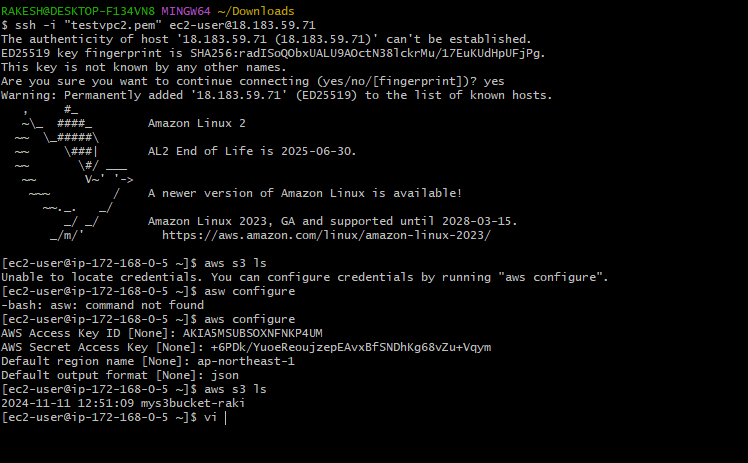 RAKESH@DESKTOP-F134VN8 MINGW64 ~/Downloads
$ ssh -i "testvpc2.pem" ec2-user@18.183.59.71
The authenticity of host '18.183.59.71 (18.183.59.71)' can't be established.
ED25519 key fingerprint is SHA256:radISoQObxUALU9AOctN38lckrMu/17EuKUdHpUFjPg.
This key is not known by any other names.
Are you sure you want to continue connecting (yes/no/[fingerprint])? yes
Warning: Permanently added '18.183.59.71' (ED25519) to the list of known hosts.
Amazon Linux 2
AL2 End of Life is 2025-06-30.
A newer version of Amazon Linux is available!
Amazon Linux 2023, GA and supported until 2028-03-15.
https://aws.amazon.com/linux/amazon-linux-2023/
[ec2-user@ip-172-168-0-5 ~]$ aws s3 ls
Unable to locate credentials. You can configure credentials by running "aws configure".
[ec2-user@ip-172-168-0-5 ~]$ asw configure
-bash: asw: command not found
[ec2-user@ip-172-168-0-5 ~]$ aws configure
AWS Access Key ID [None]: AKIA5MSUBSOXNFNKP4UM
AWS Secret Access Key [None]: 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
Default region name [None]: ap-northeast-1
Default output format [None]: json
[ec2-user@ip-172-168-0-5 ~]$ aws s3 ls
2024-11-11 12:51:09 mys3bucket-raki
[ec2-user@ip-172-168-0-5 ~]$ vi